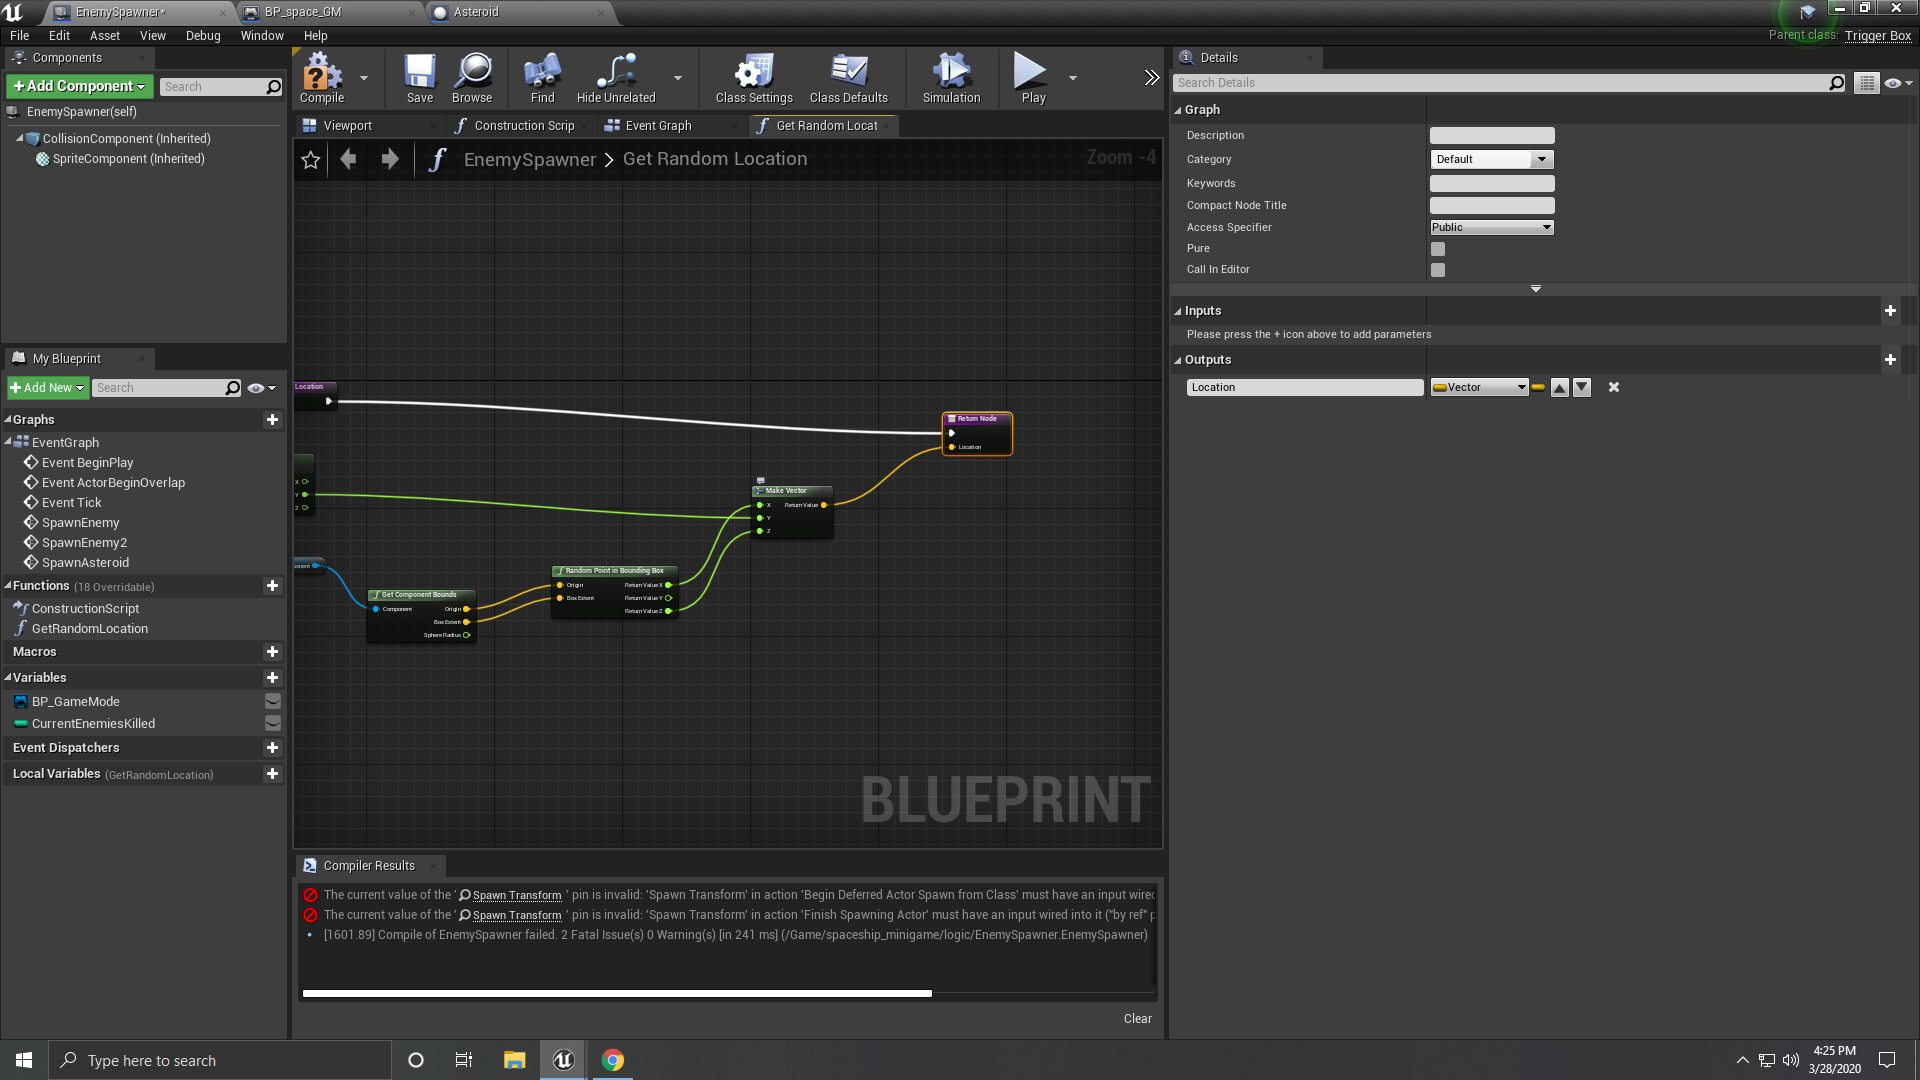 EnemySpawner*
BP_space_GM
Asteroid
File Edit Asset View Debug Window Help
Parent class: Trigger Box
Components
+Add Component
Search
EnemySpawner(self)
CollisionComponent (Inherited)
SpriteComponent (Inherited)
Compile
Save
Browse
Find
Hide Unrelated
Class Settings
Class Defaults
Simulation
Play
Viewport
Construction Scrip
Event Graph
Get Random Locat
EnemySpawner > Get Random Location
Zoom -4
Location
Return Node
Location
X
Y
Z
Make Vector
X Return Value
Y
Z
onent
Get Component Bounds
Component Origin
Box Extent
Sphere Radius
Random Point in Bounding Box
Origin Return Value X
Box Extent Return Value Y
Return Value Z
BLUEPRINT
My Blueprint
+Add New
Search
Graphs
EventGraph
Event BeginPlay
Event ActorBeginOverlap
Event Tick
SpawnEnemy
SpawnEnemy2
SpawnAsteroid
Functions (18 Overridable)
ConstructionScript
GetRandomLocation
Macros
Variables
BP_GameMode
CurrentEnemiesKilled
Event Dispatchers
Local Variables (GetRandomLocation)
Compiler Results
The current value of the ' Spawn Transform ' pin is invalid: 'Spawn Transform' in action 'Begin Deferred Actor Spawn from Class' must have an input wired
The current value of the ' Spawn Transform ' pin is invalid: 'Spawn Transform' in action 'Finish Spawning Actor' must have an input wired into it ("by ref" p
[1601.89] Compile of EnemySpawner failed. 2 Fatal Issue(s) 0 Warning(s) [in 241 ms] (/Game/spaceship_minigame/logic/EnemySpawner.EnemySpawner)
Clear
Details
Search Details
Graph
Description
Category Default
Keywords
Compact Node Title
Access Specifier Public
Pure
Call In Editor
Inputs
Please press the + icon above to add parameters
Outputs
Location Vector
Type here to search
4:25 PM
3/28/2020